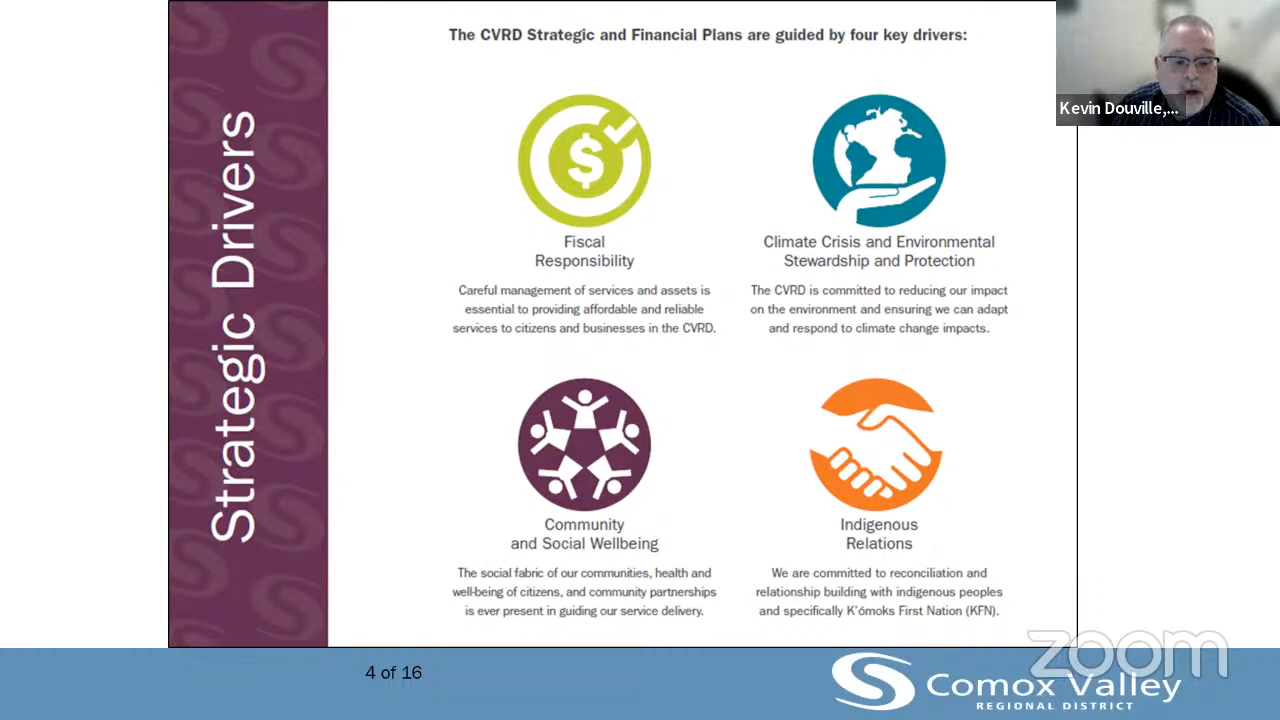 The CVRD Strategic and Financial Plans are guided by four key drivers:
Kevin Douville,...
Strategic Drivers
$
Fiscal
Responsibility
Careful management of services and assets is
essential to providing affordable and reliable
services to citizens and businesses in the CVRD.
Climate Crisis and Environmental
Stewardship and Protection
The CVRD is committed to reducing our impact
on the environment and ensuring we can adapt
and respond to climate change impacts.
Community
and Social Wellbeing
The social fabric of our communities, health and
well-being of citizens, and community partnerships
is ever present in guiding our service delivery.
Indigenous
Relations
We are committed to reconciliation and
relationship building with indigenous peoples
and specifically K'ómoks First Nation (KFN).
zoom
4 of 16
Comox Valley
REGIONAL DISTRICT